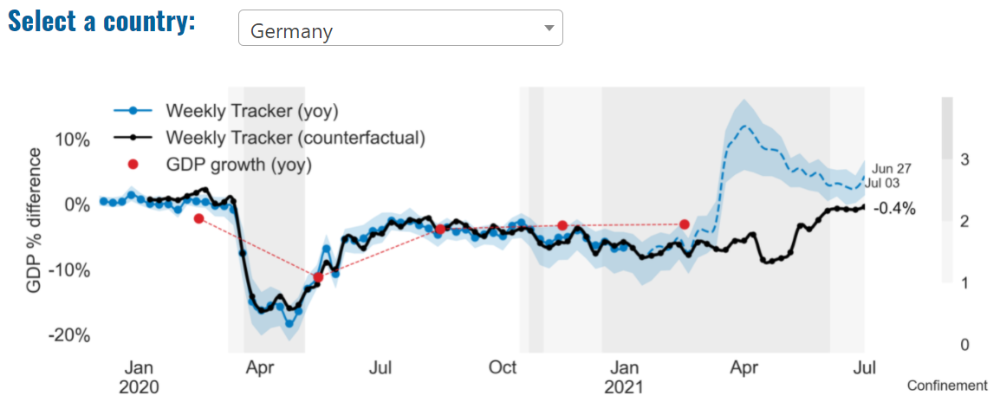 Select a country:
Germany
Weekly Tracker (yoy)
Weekly Tracker (counterfactual)
GDP growth (yoy)
GDP % difference
10%
0%
-10%
-20%
Jan
2020
Apr
Jul
Oct
Jan
2021
Apr
Jul
Jun 27
Jul 03
-0.4%
3
2
1
0
Confinement